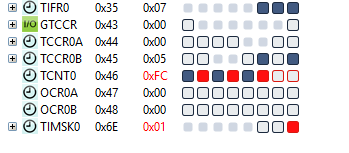 TIFR0 0x35 0x07
I/O GTCCR 0x43 0x00
TCCR0A 0x44 0x00
TCCR0B 0x45 0x05
TCNT0 0x46 0xFC
OCR0A 0x47 0x00
OCR0B 0x48 0x00
TIMSK0 0x6E 0x01